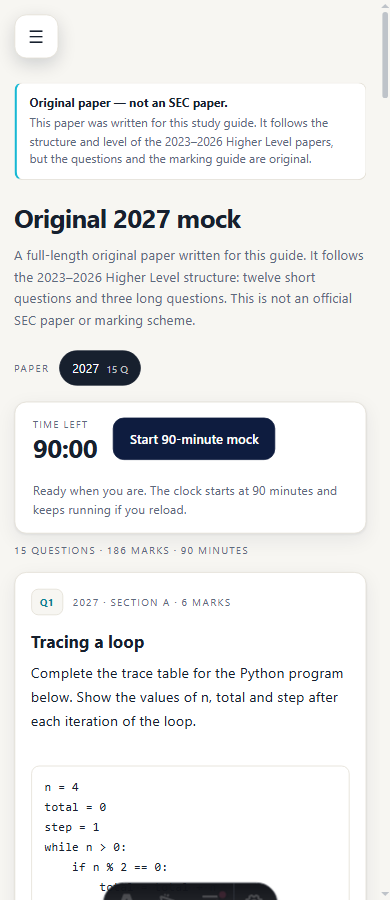 ☰
Original paper — not an SEC paper.
This paper was written for this study guide. It follows the
structure and level of the 2023–2026 Higher Level papers,
but the questions and the marking guide are original.
Original 2027 mock
A full-length original paper written for this guide. It follows
the 2023–2026 Higher Level structure: twelve short
questions and three long questions. This is not an official
SEC paper or marking scheme.
PAPER 2027 15 Q
TIME LEFT
90:00
Start 90-minute mock
Ready when you are. The clock starts at 90 minutes and
keeps running if you reload.
15 QUESTIONS · 186 MARKS · 90 MINUTES
Q1 2027 · SECTION A · 6 MARKS
Tracing a loop
Complete the trace table for the Python program
below. Show the values of n, total and step after
each iteration of the loop.
n = 4
total = 0
step = 1
while n > 0:
    if n % 2 == 0: